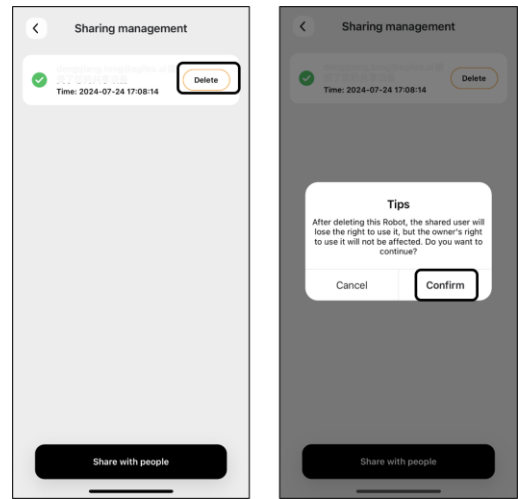 Sharing management
Delete
Time: 2024-07-24 17:08:14
Share with people
Sharing management
Delete
Time: 2024-07-24 17:08:14
Tips
After deleting this Robot, the shared user will
lose the right to use it, but the owner's right
to use it will not be affected. Do you want to
continue?
Cancel
Confirm
Share with people